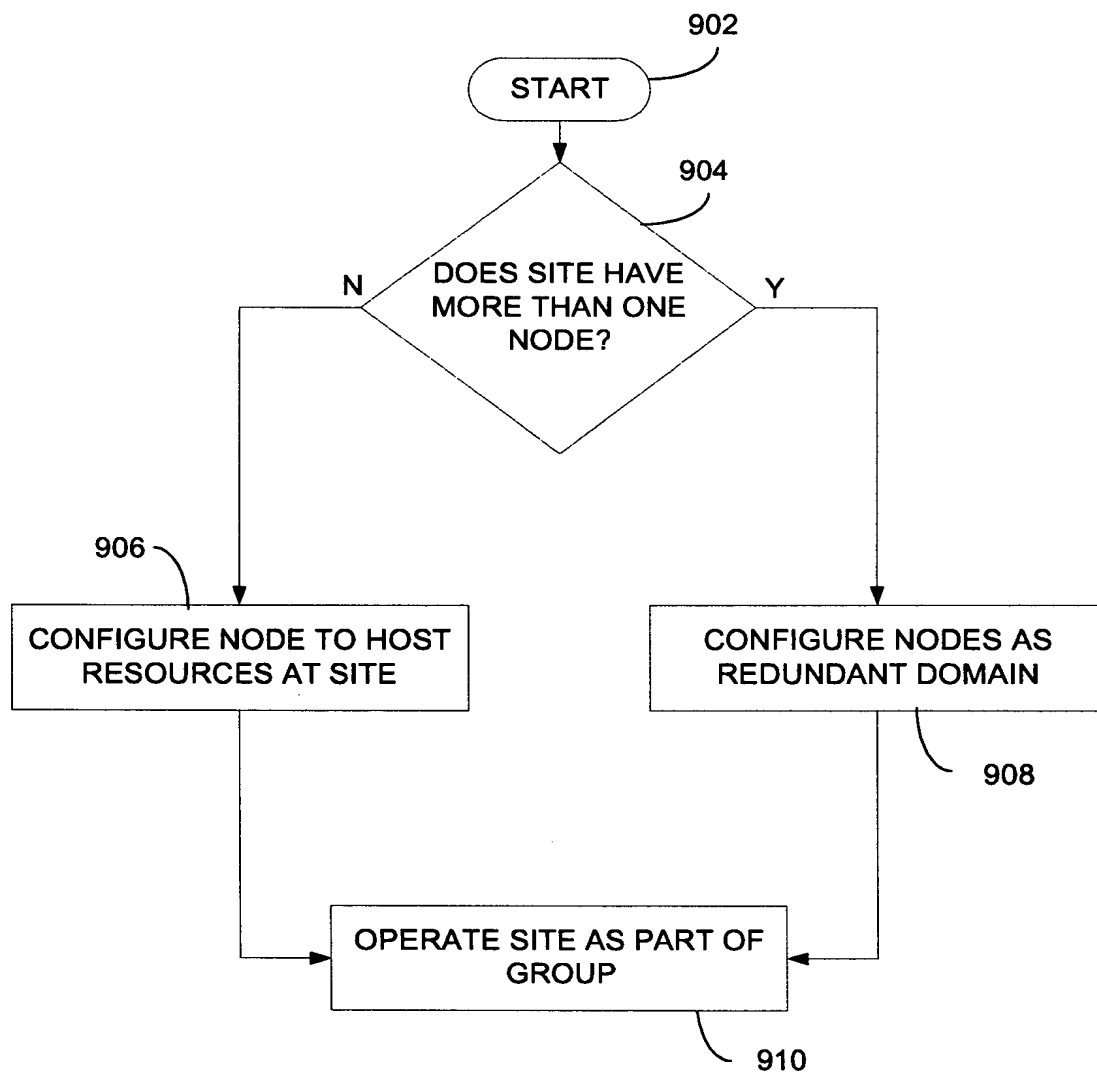 902
START
904
DOES SITE HAVE
MORE THAN ONE
NODE?
N
Y
906
CONFIGURE NODE TO HOST
RESOURCES AT SITE
CONFIGURE NODES AS
REDUNDANT DOMAIN
908
OPERATE SITE AS PART OF
GROUP
910